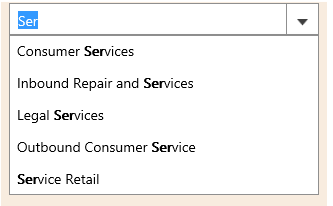 Ser
Consumer Services
Inbound Repair and Services
Legal Services
Outbound Consumer Service
Service Retail